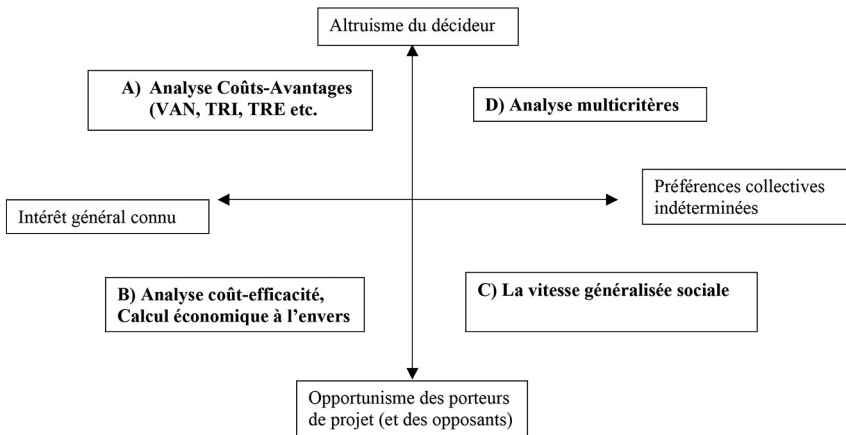 Altruisme du décideur
A) Analyse Coûts-Avantages
(VAN, TRI, TRE etc.
D) Analyse multicritères
Intérêt général connu
Préférences collectives
indéterminées
B) Analyse coût-efficacité,
Calcul économique à l’envers
C) La vitesse généralisée sociale
Opportunisme des porteurs
de projet (et des opposants)